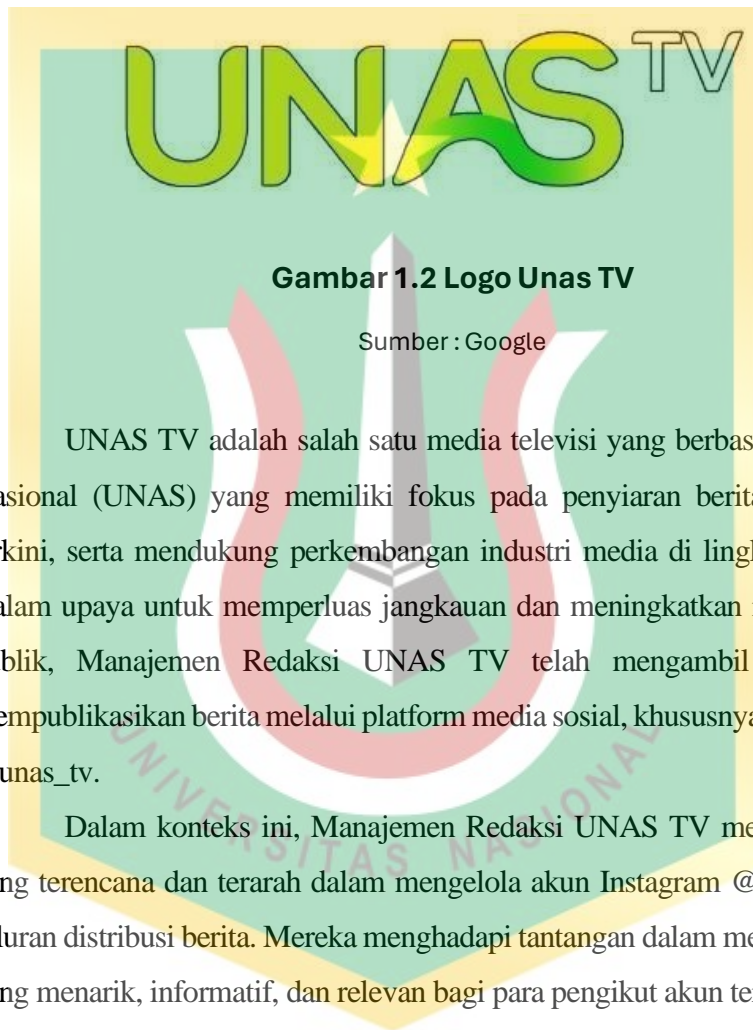 UNAS TV
Gambar 1.2 Logo Unas TV
Sumber : Google
UNAS TV adalah salah satu media televisi yang berbas
asional (UNAS) yang memiliki fokus pada penyiaran berita
rkini, serta mendukung perkembangan industri media di lingk
alam upaya untuk memperluas jangkauan dan meningkatkan
ublik, Manajemen Redaksi UNAS TV telah mengambil
empublikasikan berita melalui platform media sosial, khususnya
unas_tv.
Dalam konteks ini, Manajemen Redaksi UNAS TV me
ng terencana dan terarah dalam mengelola akun Instagram @
luran distribusi berita. Mereka menghadapi tantangan dalam me
ng menarik, informatif, dan relevan bagi para pengikut akun te
UNIVERSITAS NASIONAL